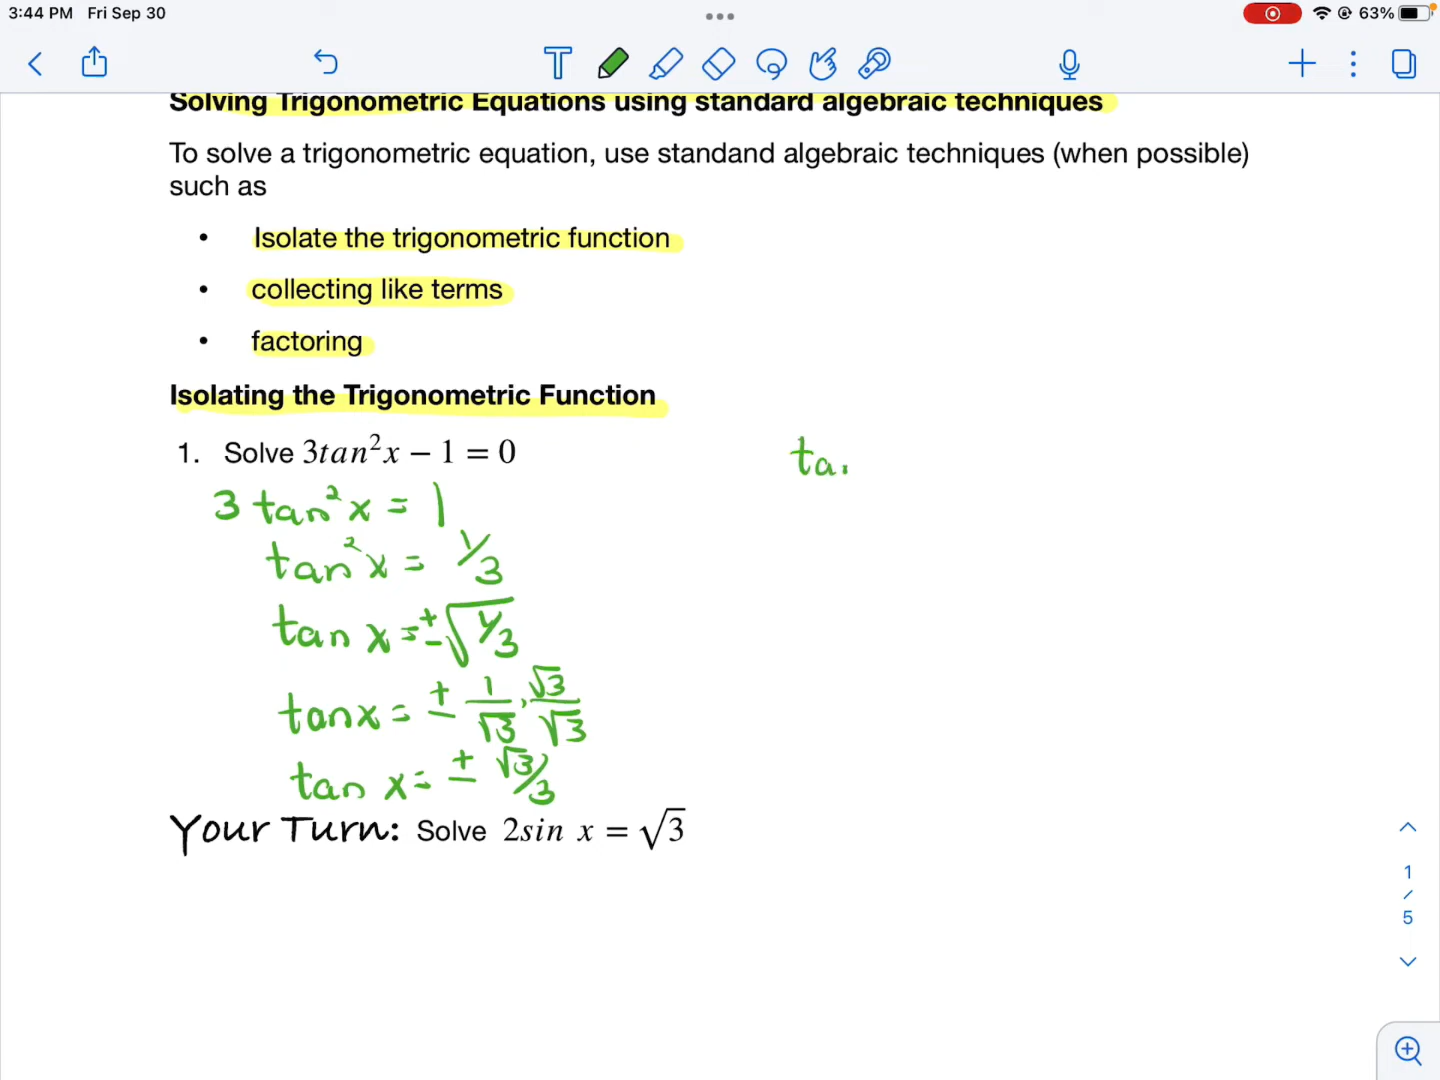 3:44 PM Fri Sep 30 63%
Solving Trigonometric Equations using standard algebraic techniques
To solve a trigonometric equation, use standand algebraic techniques (when possible)
such as
• Isolate the trigonometric function
• collecting like terms
• factoring
Isolating the Trigonometric Function
1. Solve 3tan²x − 1 = 0
ta
3 tan²x = 1
tan²x = 1/3
tan x = ±√(1/3)
tanx = ± 1/√3 · √3/√3
tan x = ± √3/3
Your Turn: Solve 2sin x = √3
1
/
5